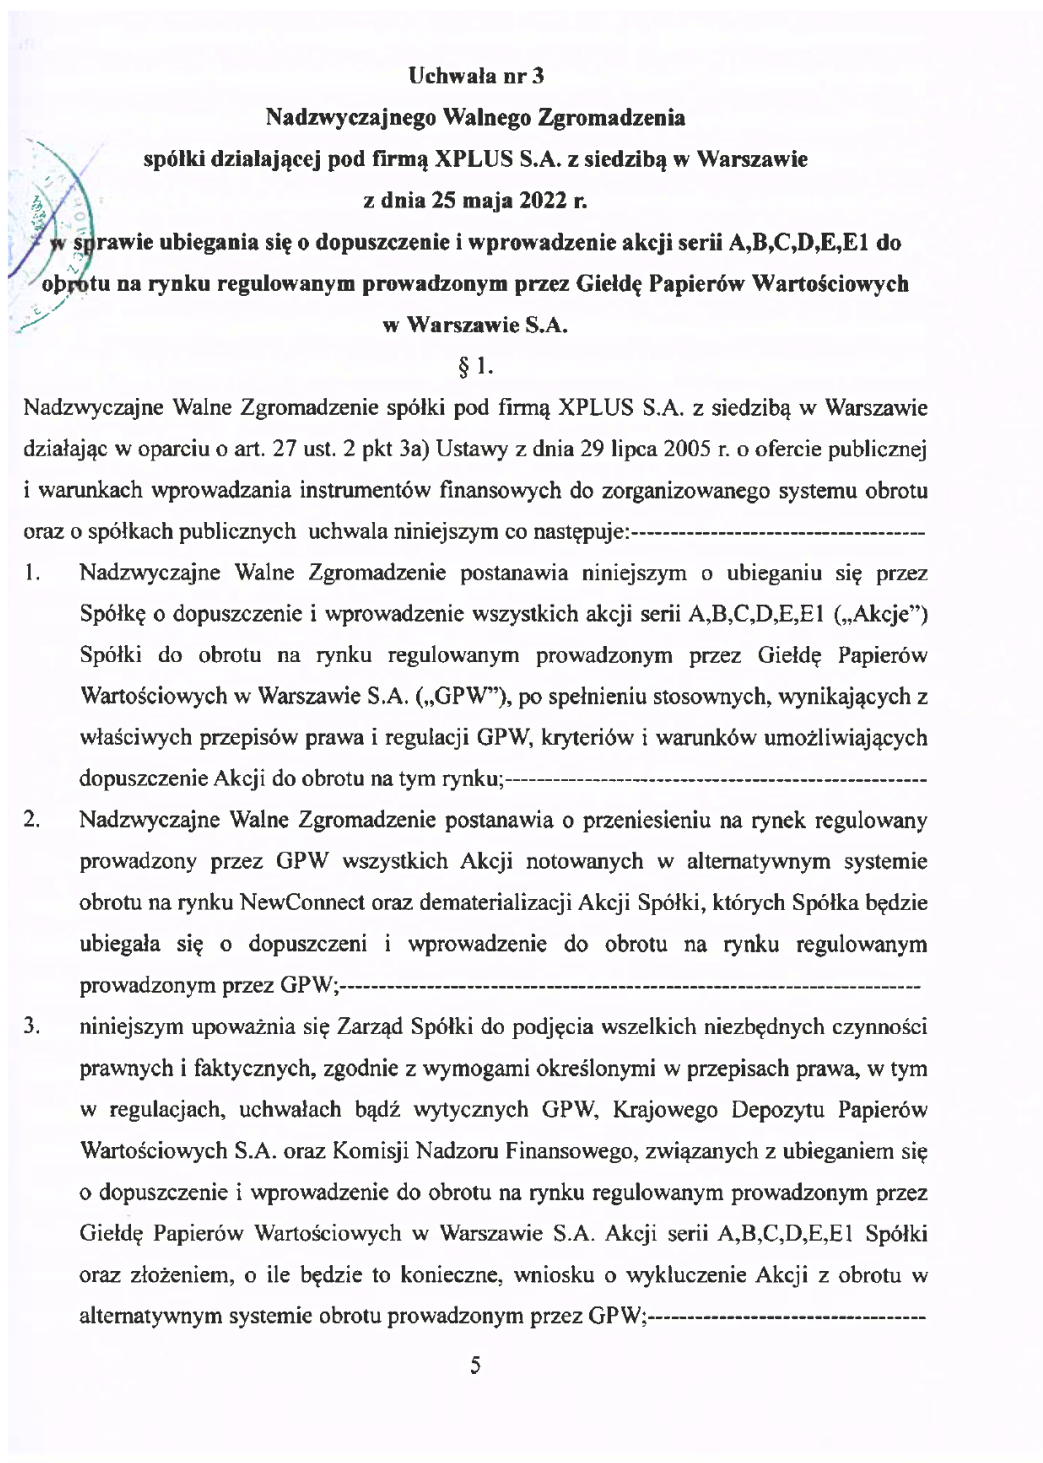 Uchwała nr 3
Nadzwyczajnego Walnego Zgromadzenia
spółki działającej pod firmą XPLUS S.A. z siedzibą w Warszawie
z dnia 25 maja 2022 r.
w sprawie ubiegania się o dopuszczenie i wprowadzenie akcji serii A,B,C,D,E,E1 do
obrotu na rynku regulowanym prowadzonym przez Giełdę Papierów Wartościowych
w Warszawie S.A.
§ 1.
Nadzwyczajne Walne Zgromadzenie spółki pod firmą XPLUS S.A. z siedzibą w Warszawie
działając w oparciu o art. 27 ust. 2 pkt 3a) Ustawy z dnia 29 lipca 2005 r. o ofercie publicznej
i warunkach wprowadzania instrumentów finansowych do zorganizowanego systemu obrotu
oraz o spółkach publicznych uchwala niniejszym co następuje:-------------------------------------
1. Nadzwyczajne Walne Zgromadzenie postanawia niniejszym o ubieganiu się przez
Spółkę o dopuszczenie i wprowadzenie wszystkich akcji serii A,B,C,D,E,E1 („Akcje”)
Spółki do obrotu na rynku regulowanym prowadzonym przez Giełdę Papierów
Wartościowych w Warszawie S.A. („GPW”), po spełnieniu stosownych, wynikających z
właściwych przepisów prawa i regulacji GPW, kryteriów i warunków umożliwiających
dopuszczenie Akcji do obrotu na tym rynku;-----------------------------------------------------
2. Nadzwyczajne Walne Zgromadzenie postanawia o przeniesieniu na rynek regulowany
prowadzony przez GPW wszystkich Akcji notowanych w alternatywnym systemie
obrotu na rynku NewConnect oraz dematerializacji Akcji Spółki, których Spółka będzie
ubiegała się o dopuszczeni i wprowadzenie do obrotu na rynku regulowanym
prowadzonym przez GPW;-------------------------------------------------------------------------
3. niniejszym upoważnia się Zarząd Spółki do podjęcia wszelkich niezbędnych czynności
prawnych i faktycznych, zgodnie z wymogami określonymi w przepisach prawa, w tym
w regulacjach, uchwałach bądź wytycznych GPW, Krajowego Depozytu Papierów
Wartościowych S.A. oraz Komisji Nadzoru Finansowego, związanych z ubieganiem się
o dopuszczenie i wprowadzenie do obrotu na rynku regulowanym prowadzonym przez
Giełdę Papierów Wartościowych w Warszawie S.A. Akcji serii A,B,C,D,E,E1 Spółki
oraz złożeniem, o ile będzie to konieczne, wniosku o wykluczenie Akcji z obrotu w
alternatywnym systemie obrotu prowadzonym przez GPW;-----------------------------------
5